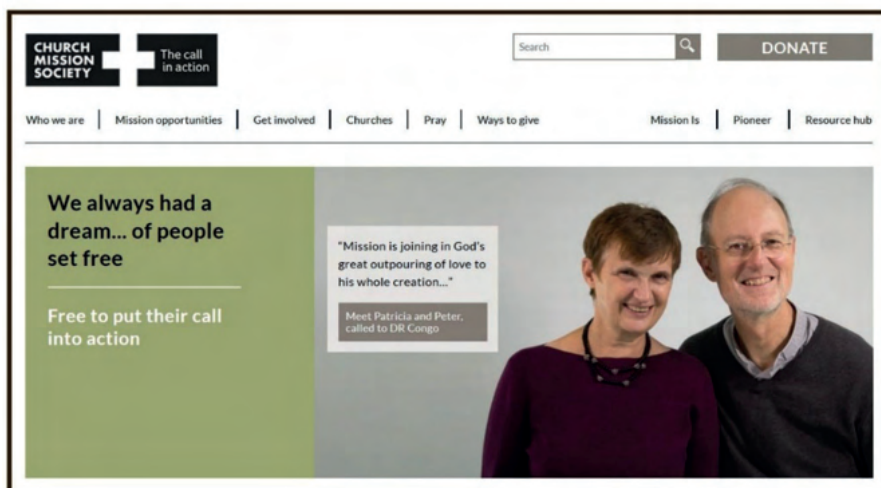 CHURCH
MISSION
SOCIETY
The call
in action
Search
DONATE
Who we are
Mission opportunities
Get involved
Churches
Pray
Ways to give
Mission Is
Pioneer
Resource hub
We always had a
dream... of people
set free
Free to put their call
into action
"Mission is joining in God's
great outpouring of love to
his whole creation..."
Meet Patricia and Peter,
called to DR Congo